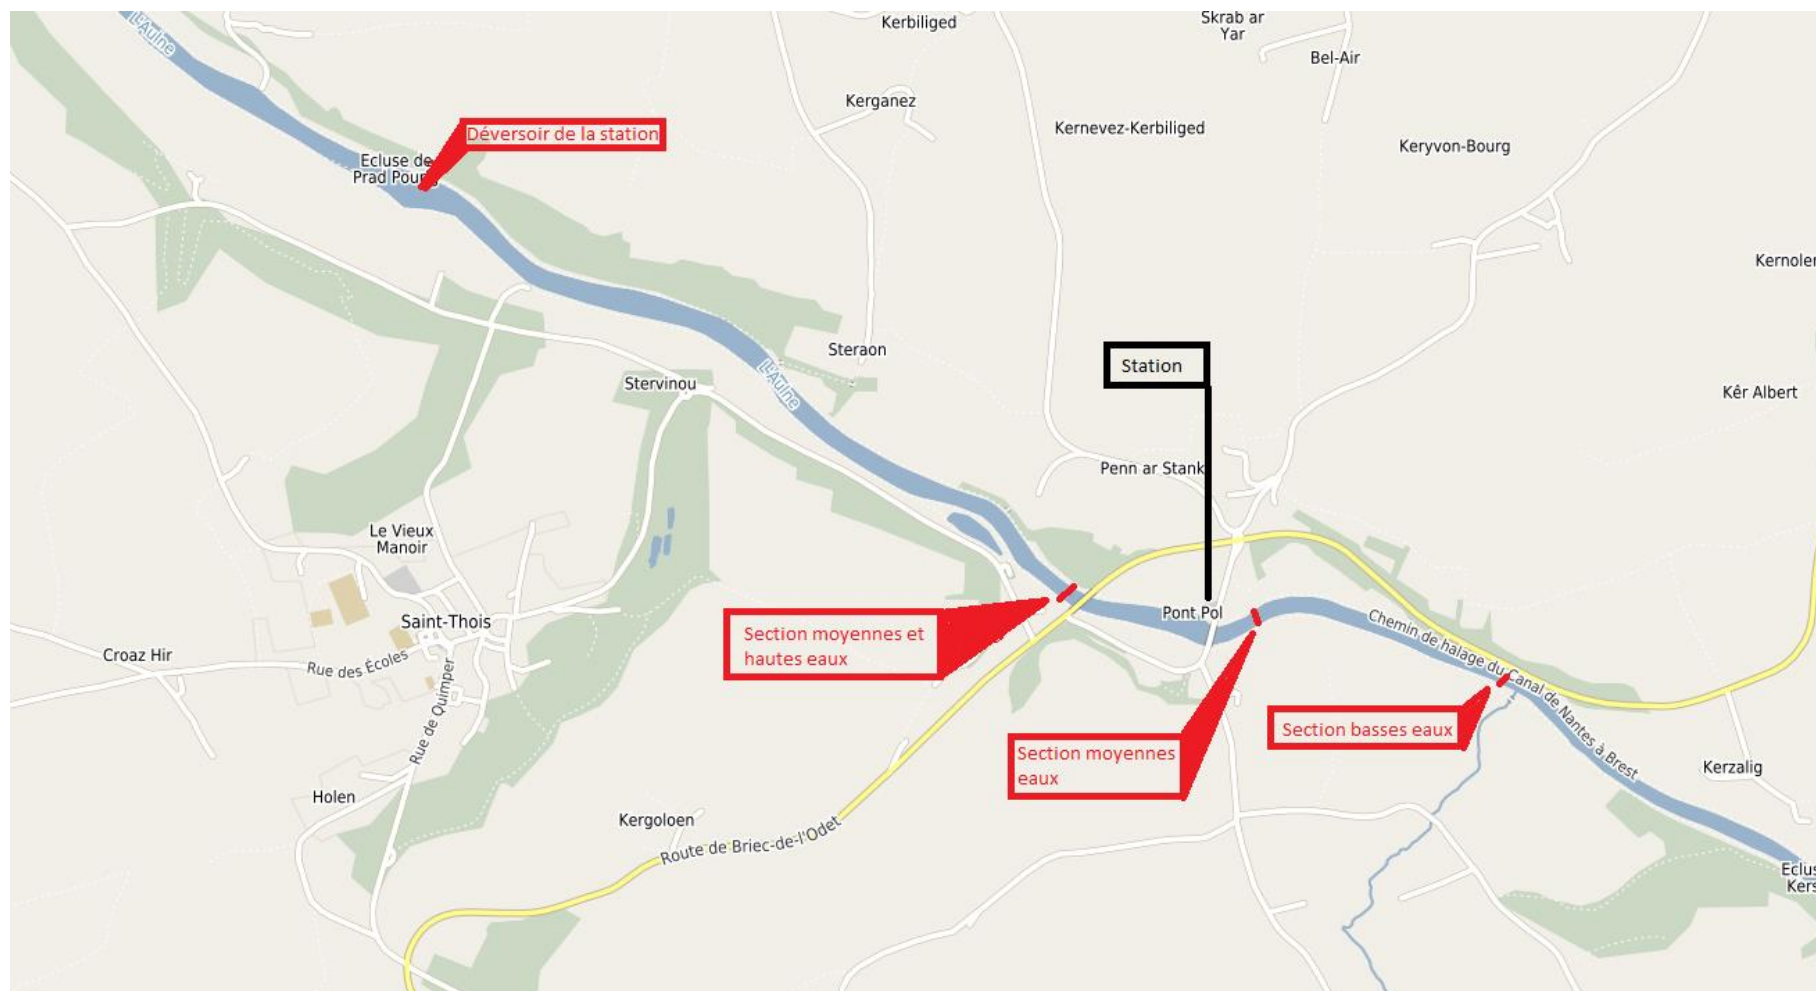 L'Aulne
Kerbiliged
Skrab ar
Yar
Bel-Air
Kerganez
Déversoir de la station
Kernevez-Kerbiliged
Keryvon-Bourg
Ecluse de
Prad Pourg
Kernoler
Steraon
Station
Stervinou
L'Aulne
Kêr Albert
Penn ar Stank
Le Vieux
Manoir
Saint-Thois
Pont Pol
Section moyennes et
hautes eaux
Chemin de halage du Canal de Nantes à Brest
Croaz Hir
Rue des Écoles
Rue de Quimper
Section moyennes
eaux
Section basses eaux
Kerzalig
Holen
Kergoloen
Route de Briec-de-l'Odet
Eclus
Kers